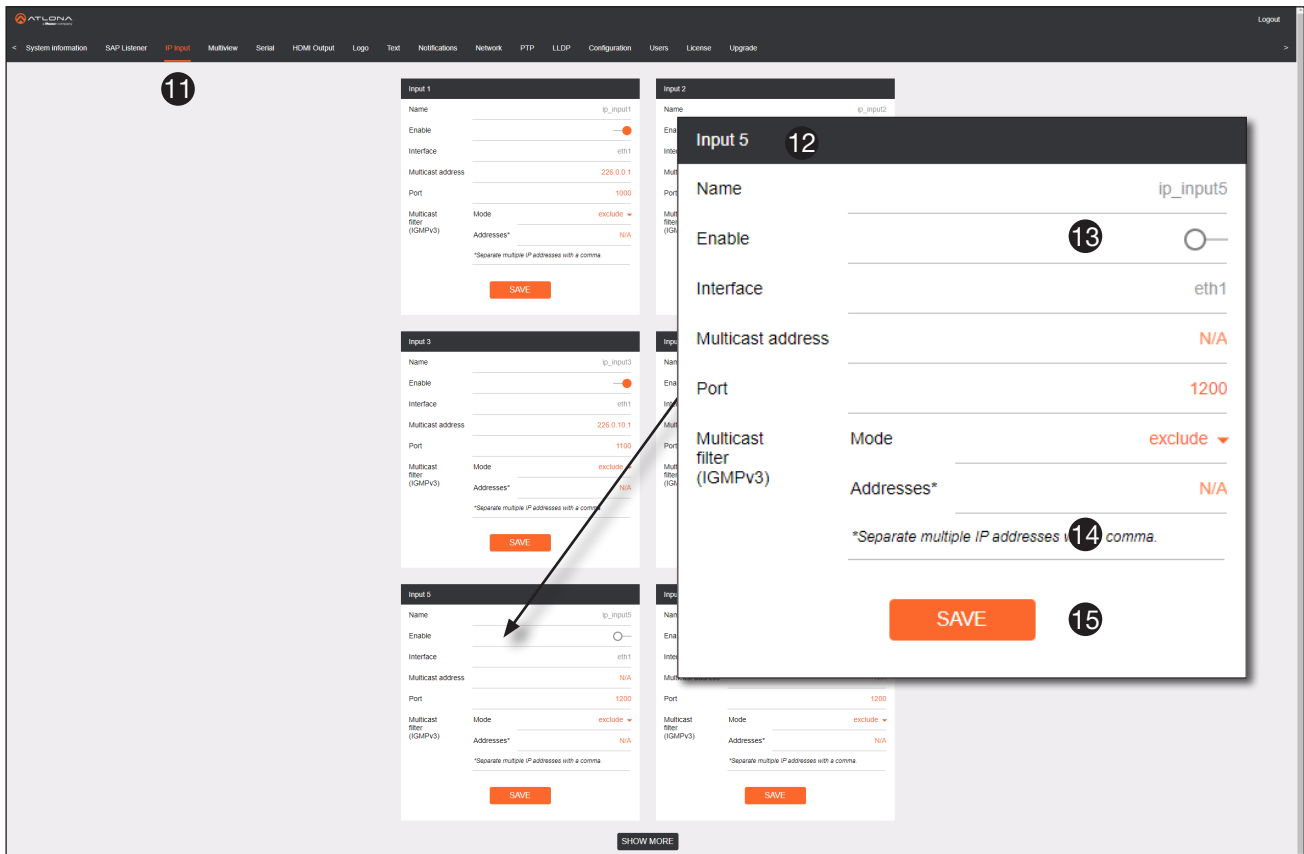 ATLONA
Logout
< System information SAP Listener IP Input Multiview Serial HDMI Output Logo Text Notifications Network PTP LLDP Configuration Users License Upgrade >
11
Input 1
Name ip_input1
Enable
Interface eth1
Multicast address 226.0.0.1
Port 1000
Multicast filter (IGMPv3) Mode exclude
Addresses* N/A
*Separate multiple IP addresses with a comma.
SAVE
Input 2
Name ip_input2
Input 3
Name ip_input3
Enable
Interface eth1
Multicast address 226.0.10.1
Port 1100
Multicast filter (IGMPv3) Mode exclude
Addresses* N/A
*Separate multiple IP addresses with a comma.
SAVE
Input 5
Name ip_input5
Enable
Interface eth1
Multicast address N/A
Port 1200
Multicast filter (IGMPv3) Mode exclude
Addresses* N/A
*Separate multiple IP addresses with a comma.
SAVE
Port 1200
Multicast filter (IGMPv3) Mode exclude
Addresses* N/A
*Separate multiple IP addresses with a comma.
SAVE
SHOW MORE
Input 5 12
Name ip_input5
Enable 13
Interface eth1
Multicast address N/A
Port 1200
Multicast
filter
(IGMPv3)
Mode exclude
Addresses* N/A
*Separate multiple IP addresses 14 comma.
SAVE 15